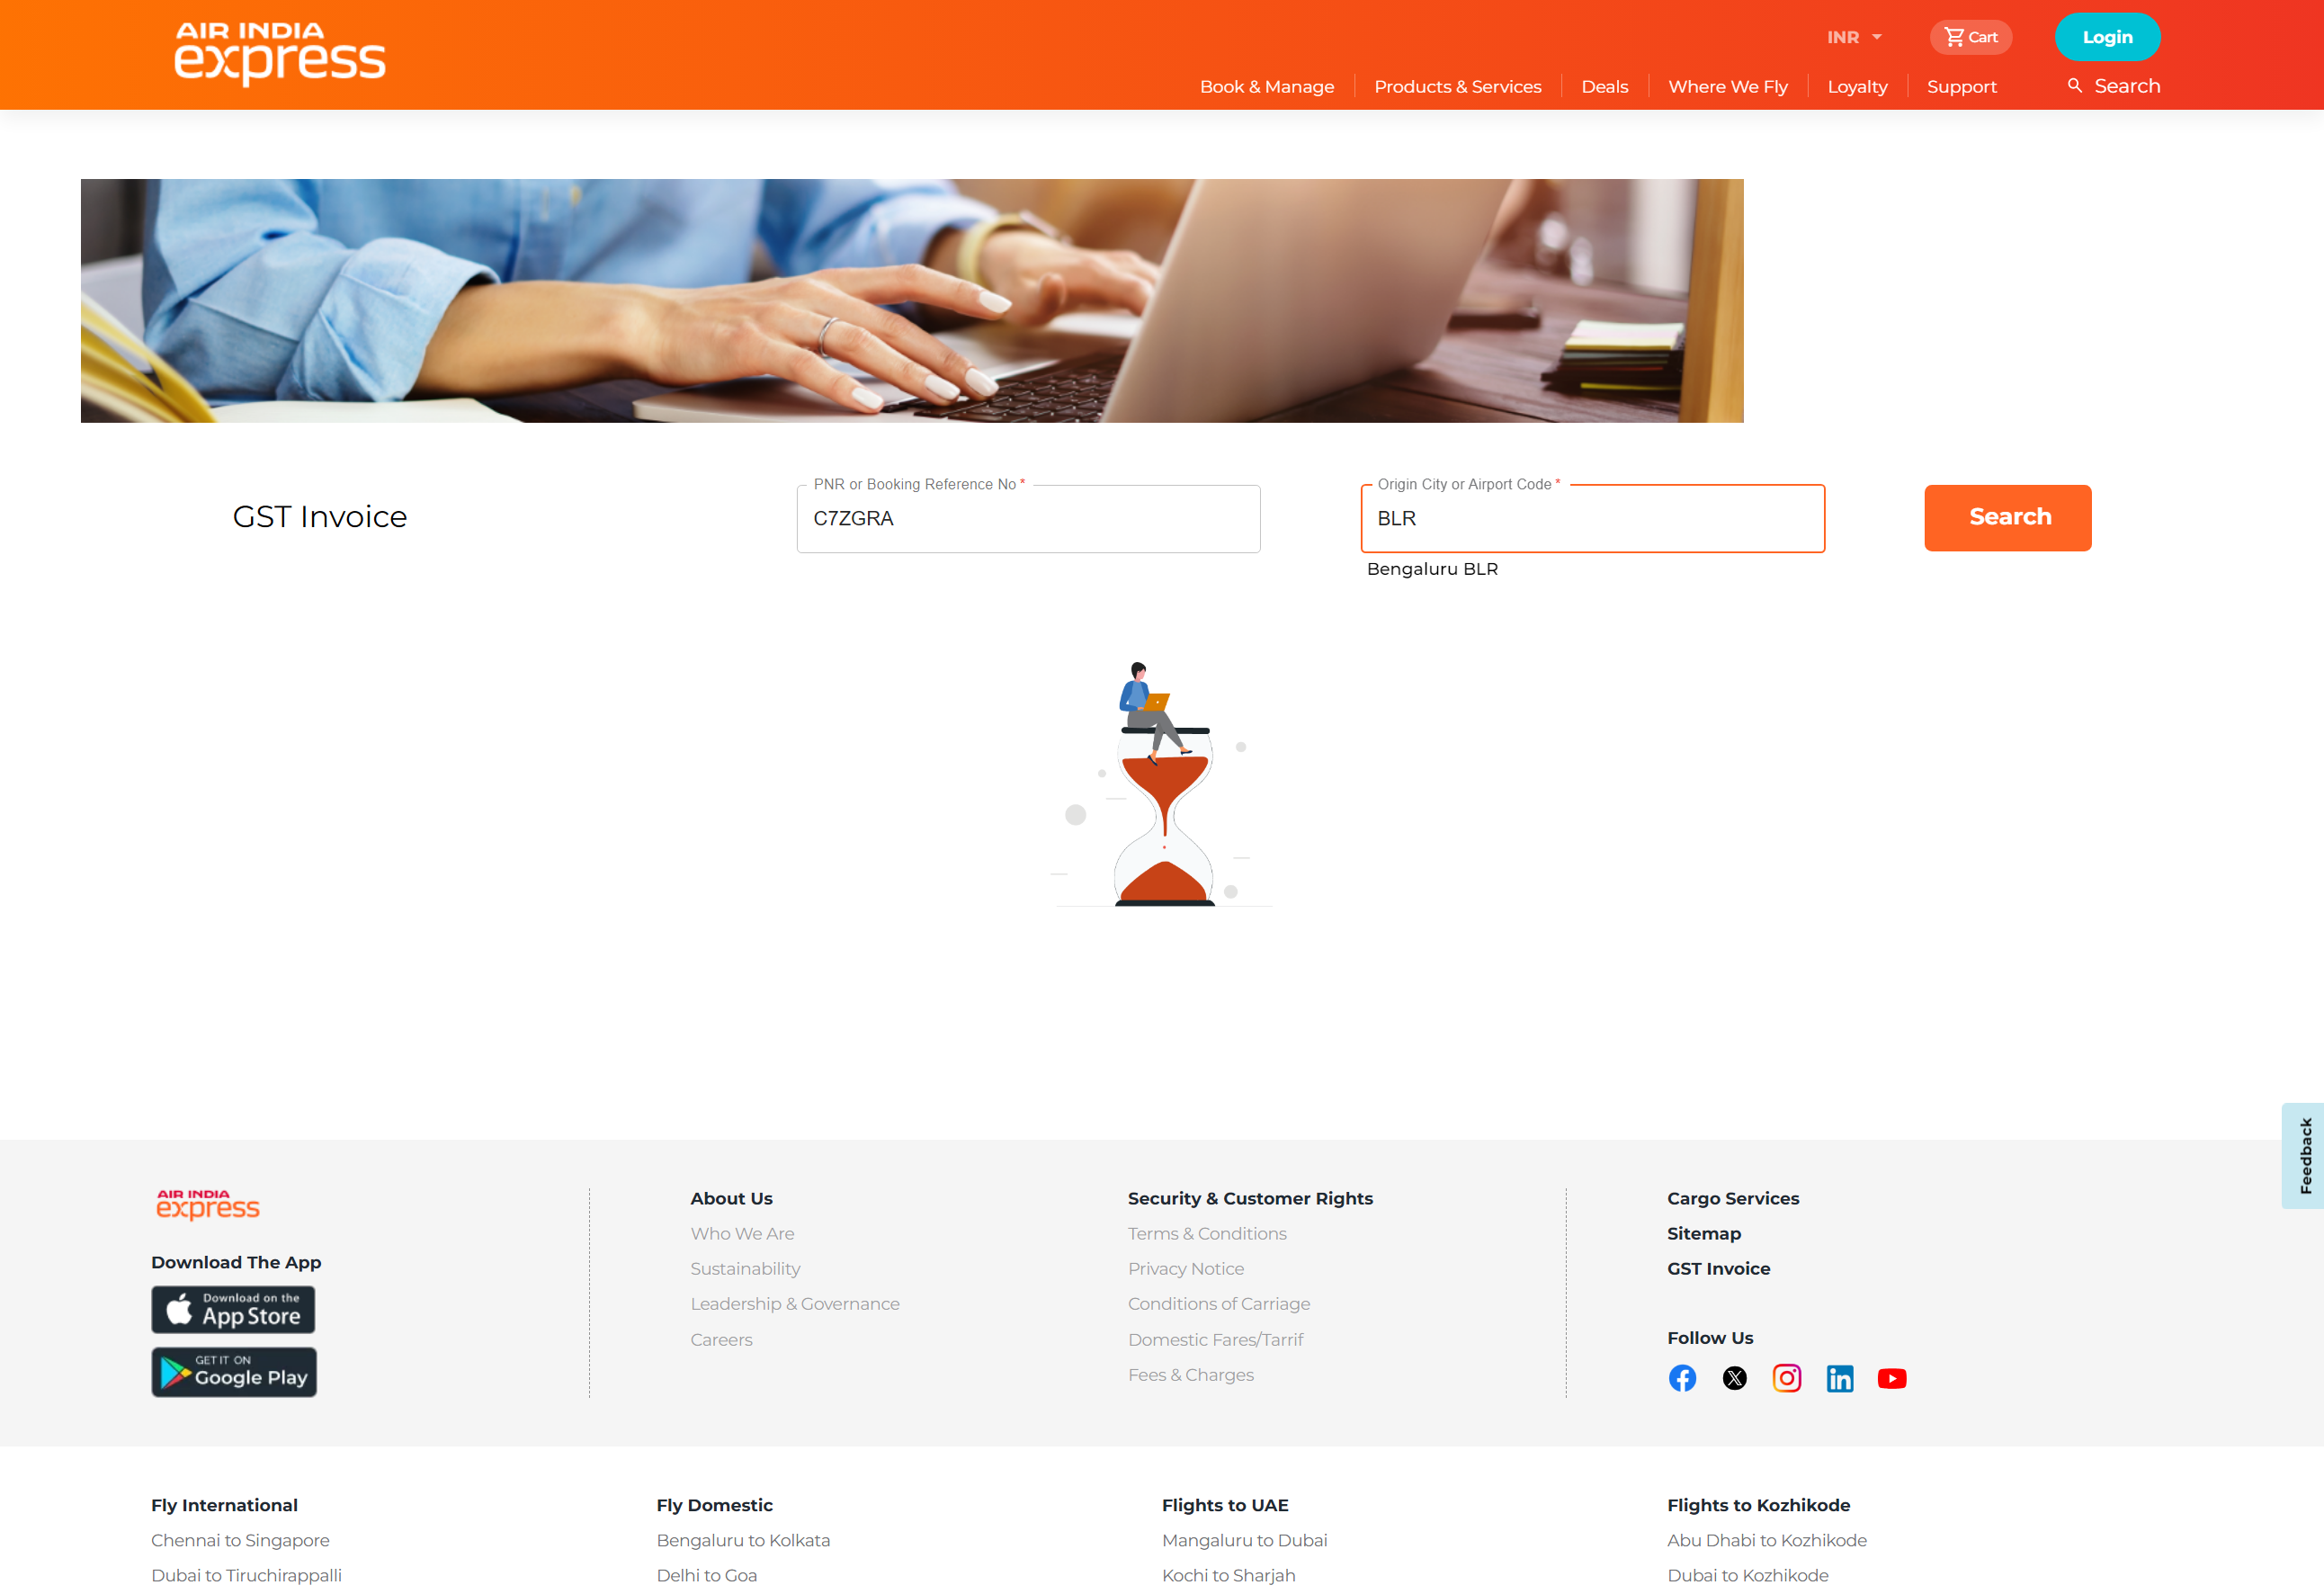 AIR INDIA
express
INR
Cart
Login
Book & Manage
Products & Services
Deals
Where We Fly
Loyalty
Support
Search
GST Invoice
PNR or Booking Reference No *
C7ZGRA
Origin City or Airport Code *
BLR
Bengaluru BLR
Search
Feedback
AIR INDIA
express
Download The App
Download on the
App Store
GET IT ON
Google Play
About Us
Who We Are
Sustainability
Leadership & Governance
Careers
Security & Customer Rights
Terms & Conditions
Privacy Notice
Conditions of Carriage
Domestic Fares/Tarrif
Fees & Charges
Cargo Services
Sitemap
GST Invoice
Follow Us
Fly International
Chennai to Singapore
Dubai to Tiruchirappalli
Fly Domestic
Bengaluru to Kolkata
Delhi to Goa
Flights to UAE
Mangaluru to Dubai
Kochi to Sharjah
Flights to Kozhikode
Abu Dhabi to Kozhikode
Dubai to Kozhikode